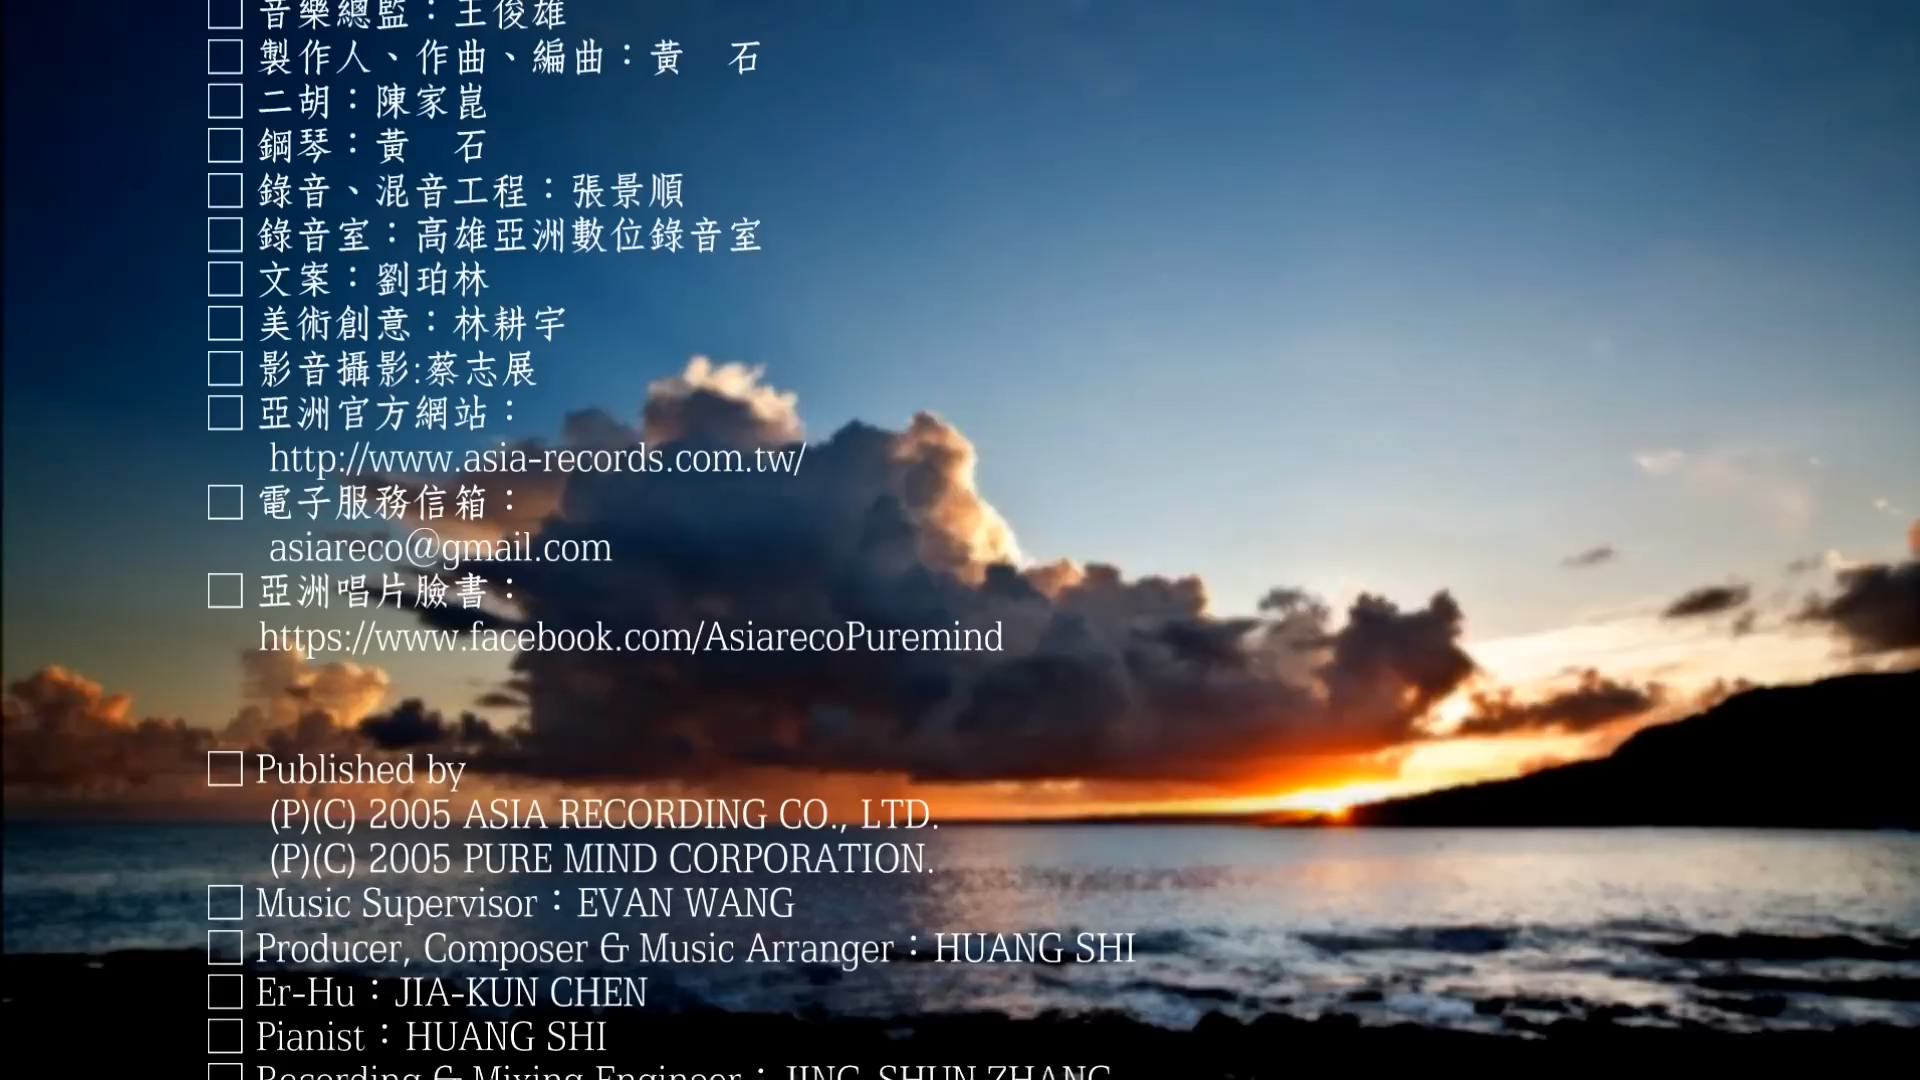 □ 音樂總監：王俊雄
□ 製作人、作曲、編曲：黃　石
□ 二胡：陳家崑
□ 鋼琴：黃　石
□ 錄音、混音工程：張景順
□ 錄音室：高雄亞洲數位錄音室
□ 文案：劉珀林
□ 美術創意：林耕宇
□ 影音攝影:蔡志展
□ 亞洲官方網站：
http://www.asia-records.com.tw/
□ 電子服務信箱：
asiareco@gmail.com
□ 亞洲唱片臉書：
https://www.facebook.com/AsiarecoPuremind
□ Published by
(P)(C) 2005 ASIA RECORDING CO., LTD.
(P)(C) 2005 PURE MIND CORPORATION.
□ Music Supervisor：EVAN WANG
□ Producer, Composer & Music Arranger：HUANG SHI
□ Er-Hu：JIA-KUN CHEN
□ Pianist：HUANG SHI
□ Recording & Mixing Engineer：JING-SHUN ZHANG